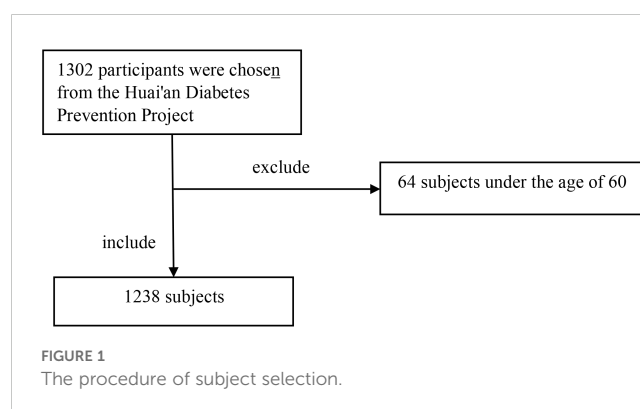 1302 participants were chosen
from the Huai'an Diabetes
Prevention Project
exclude
64 subjects under the age of 60
include
1238 subjects
FIGURE 1
The procedure of subject selection.